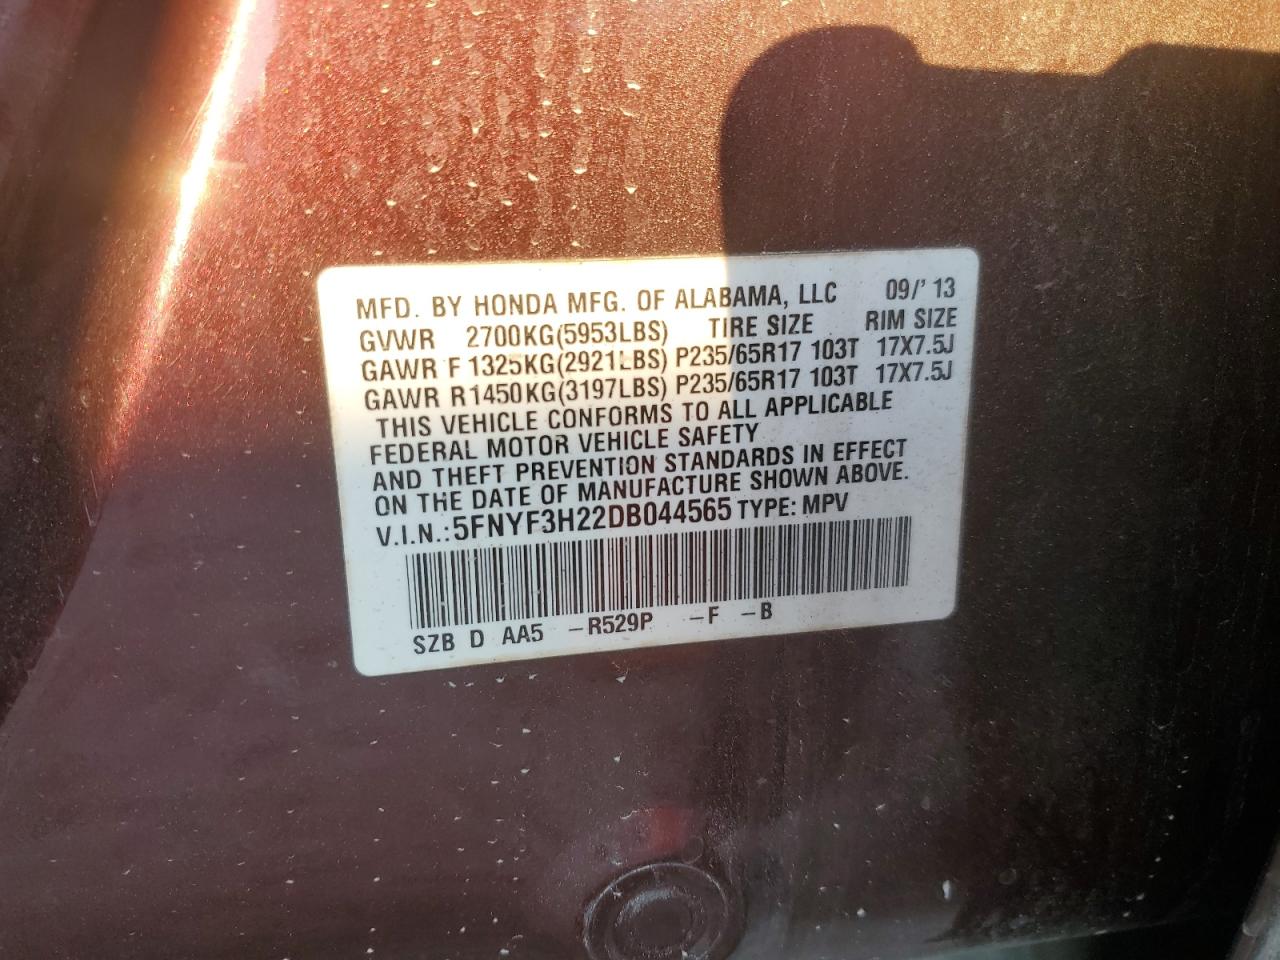 MFD. BY HONDA MFG. OF ALABAMA, LLC 09/'13
GVWR 2700KG(5953LBS) TIRE SIZE RIM SIZE
GAWR F 1325KG(2921LBS) P235/65R17 103T 17X7.5J
GAWR R1450KG(3197LBS) P235/65R17 103T 17X7.5J
THIS VEHICLE CONFORMS TO ALL APPLICABLE
FEDERAL MOTOR VEHICLE SAFETY
AND THEFT PREVENTION STANDARDS IN EFFECT
ON THE DATE OF MANUFACTURE SHOWN ABOVE.
V.I.N.:5FNYF3H22DB044565 TYPE: MPV
SZB D AA5 -R529P -F -B